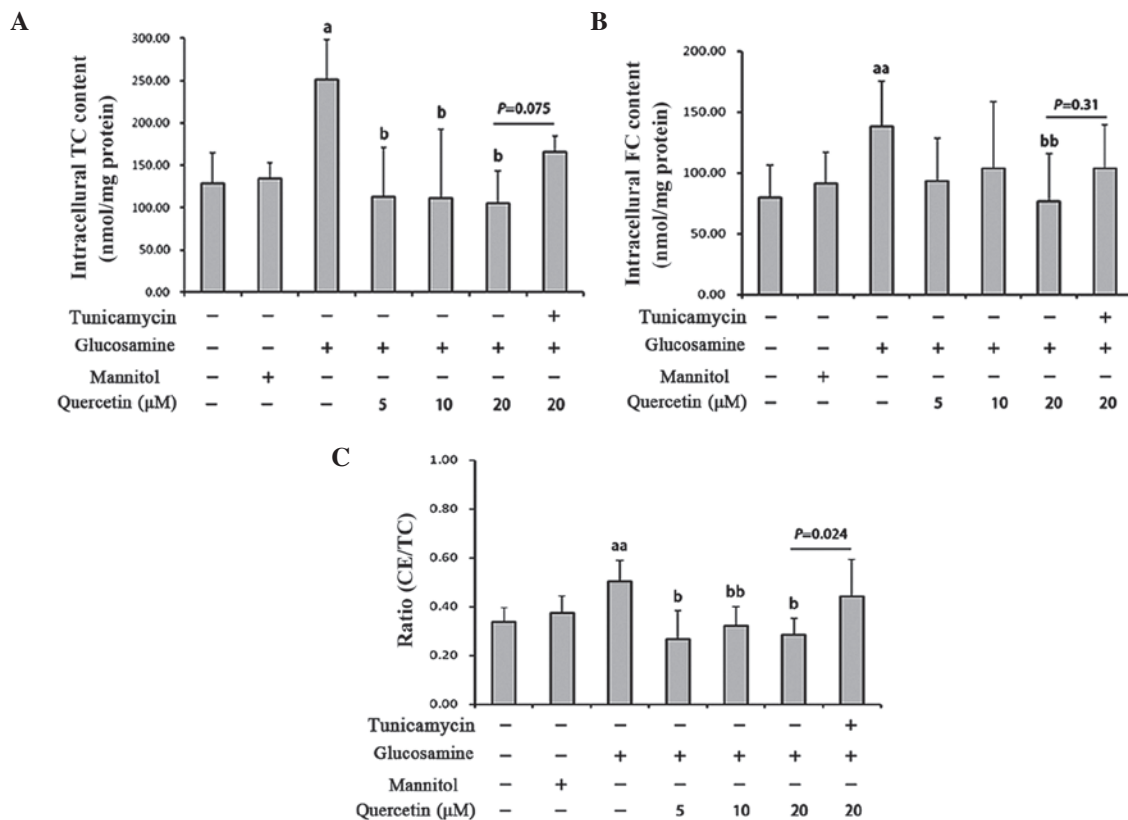 A
Intracellural TC content
(nmol/mg protein)
300.00
250.00
200.00
150.00
100.00
50.00
0.00
a
b
b
b
P=0.075
Tunicamycin – – – – – – +
Glucosamine – – + + + + +
Mannitol – + – – – – –
Quercetin (μM) – – – 5 10 20 20
B
Intracellural FC content
(nmol/mg protein)
200.00
150.00
100.00
50.00
0.00
aa
bb
P=0.31
Tunicamycin – – – – – – +
Glucosamine – – + + + + +
Mannitol – + – – – – –
Quercetin (μM) – – – 5 10 20 20
C
Ratio (CE/TC)
1.00
0.80
0.60
0.40
0.20
0.00
aa
b
bb
b
P=0.024
Tunicamycin – – – – – – +
Glucosamine – – + + + + +
Mannitol – + – – – – –
Quercetin (μM) – – – 5 10 20 20